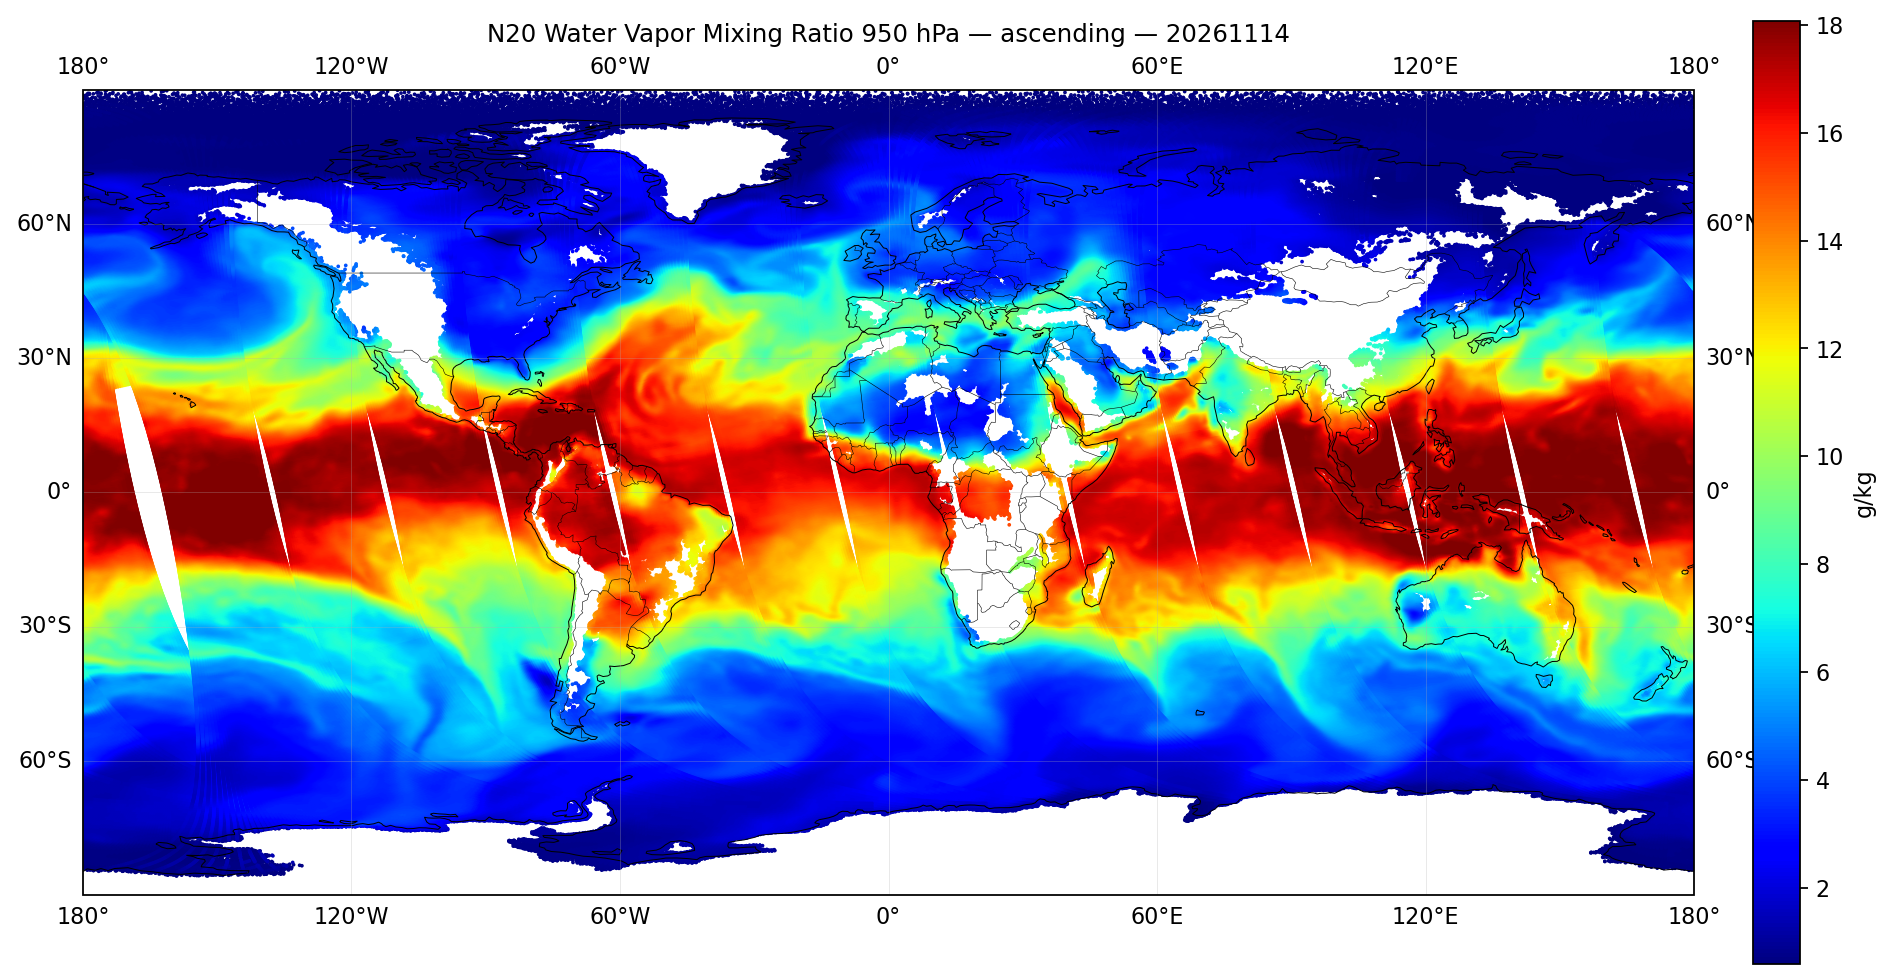 N20 Water Vapor Mixing Ratio 950 hPa — ascending — 20261114
180° 120°W 60°W 0° 60°E 120°E 180°
60°N 60°N
30°N 30°N
0° 0°
30°S 30°S
60°S 60°S
180° 120°W 60°W 0° 60°E 120°E 180°
18
16
14
12
10
8
6
4
2
g/kg